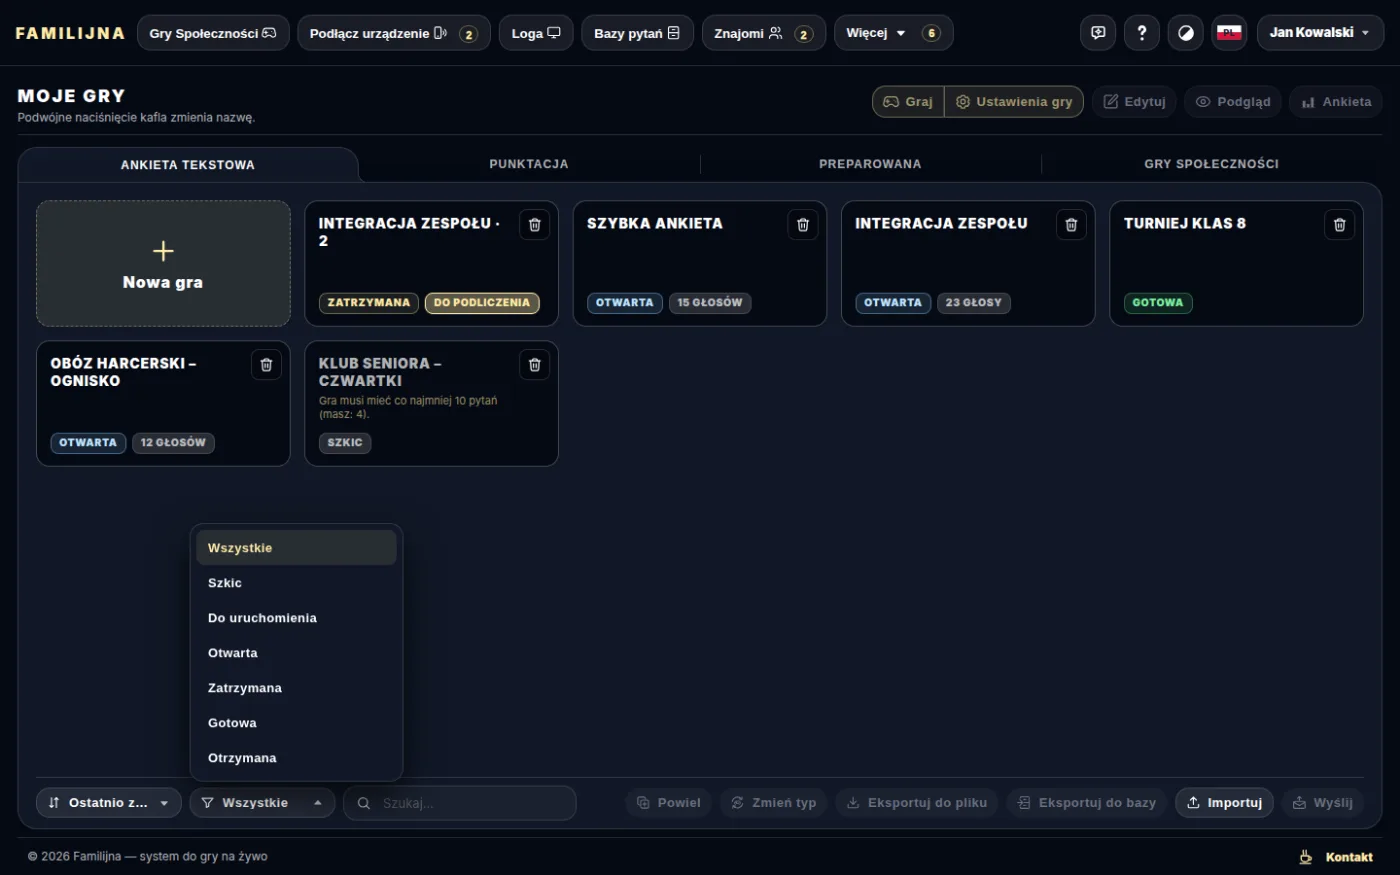 FAMILIJNA
Gry Społeczności
Podłącz urządzenie 2
Loga
Bazy pytań
Znajomi 2
Więcej 6
?
PL
Jan Kowalski
MOJE GRY
Podwójne naciśnięcie kafla zmienia nazwę.
Graj
Ustawienia gry
Edytuj
Podgląd
Ankieta
ANKIETA TEKSTOWA
PUNKTACJA
PREPAROWANA
GRY SPOŁECZNOŚCI
Nowa gra
INTEGRACJA ZESPOŁU ·
2
ZATRZYMANA
DO PODLICZENIA
SZYBKA ANKIETA
OTWARTA
15 GŁOSÓW
INTEGRACJA ZESPOŁU
OTWARTA
23 GŁOSY
TURNIEJ KLAS 8
GOTOWA
OBÓZ HARCERSKI –
OGNISKO
OTWARTA
12 GŁOSÓW
KLUB SENIORA –
CZWARTKI
Gra musi mieć co najmniej 10 pytań
(masz: 4).
SZKIC
Wszystkie
Szkic
Do uruchomienia
Otwarta
Zatrzymana
Gotowa
Otrzymana
Ostatnio z...
Wszystkie
Szukaj...
Powiel
Zmień typ
Eksportuj do pliku
Eksportuj do bazy
Importuj
Wyślij
© 2026 Familijna — system do gry na żywo
Kontakt